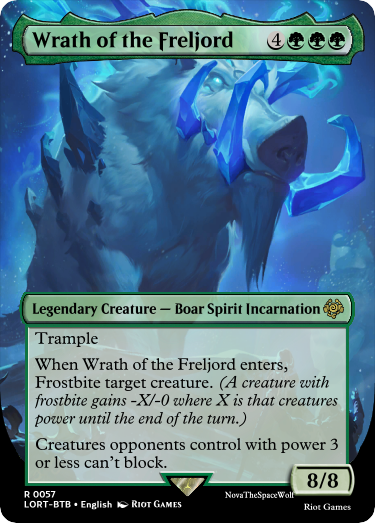 Wrath of the Freljord 4
Legendary Creature — Boar Spirit Incarnation
Trample
When Wrath of the Freljord enters,
Frostbite target creature. (A creature with
frostbite gains -X/-0 where X is that creatures
power until the end of the turn.)
Creatures opponents control with power 3
or less can't block.
8/8
R 0057
LORT-BTB • English Riot Games
NovaTheSpaceWolf
Riot Games